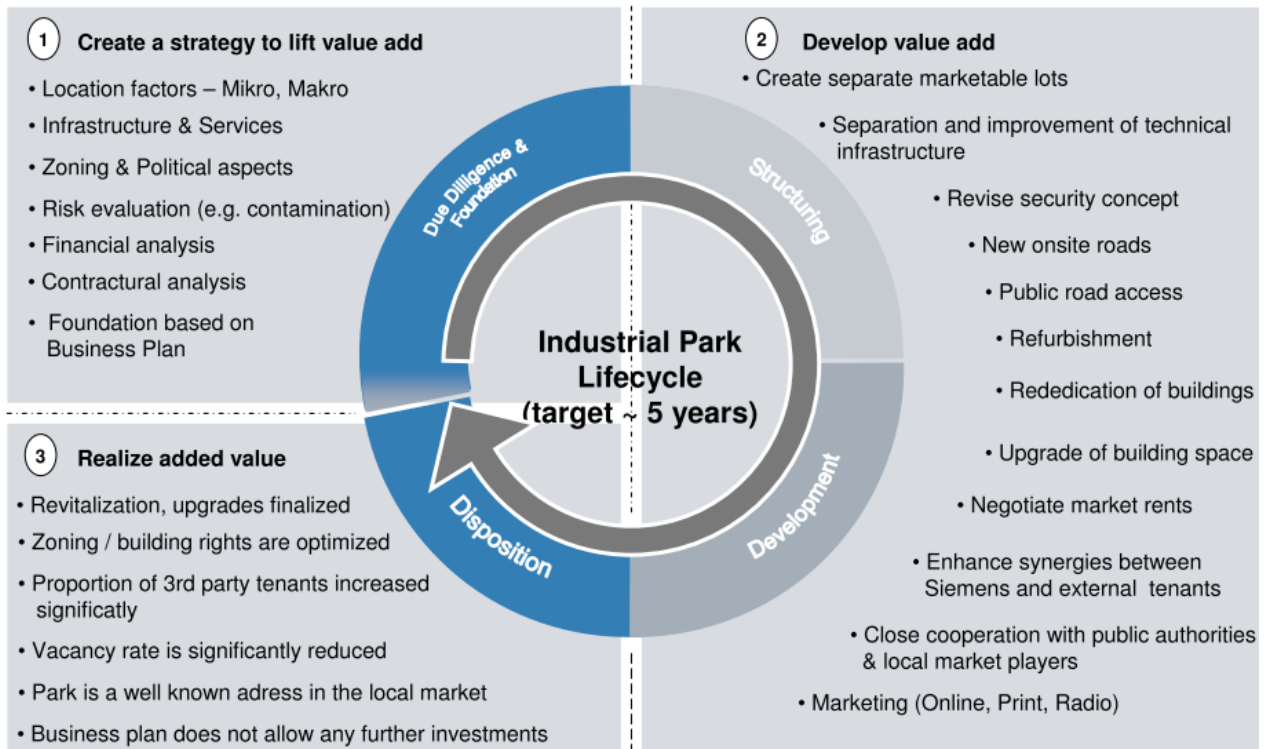 1 Create a strategy to lift value add
• Location factors – Mikro, Makro
• Infrastructure & Services
• Zoning & Political aspects
• Risk evaluation (e.g. contamination)
• Financial analysis
• Contractural analysis
• Foundation based on
Business Plan
2 Develop value add
• Create separate marketable lots
• Separation and improvement of technical
infrastructure
• Revise security concept
• New onsite roads
• Public road access
• Refurbishment
• Rededication of buildings
• Upgrade of building space
• Negotiate market rents
• Enhance synergies between
Siemens and external tenants
• Close cooperation with public authorities
& local market players
• Marketing (Online, Print, Radio)
3 Realize added value
• Revitalization, upgrades finalized
• Zoning / building rights are optimized
• Proportion of 3rd party tenants increased
significatly
• Vacancy rate is significantly reduced
• Park is a well known adress in the local market
• Business plan does not allow any further investments
Due Dilligence &
Foundation
Structuring
Development
Disposition
Industrial Park
Lifecycle
(target ~ 5 years)